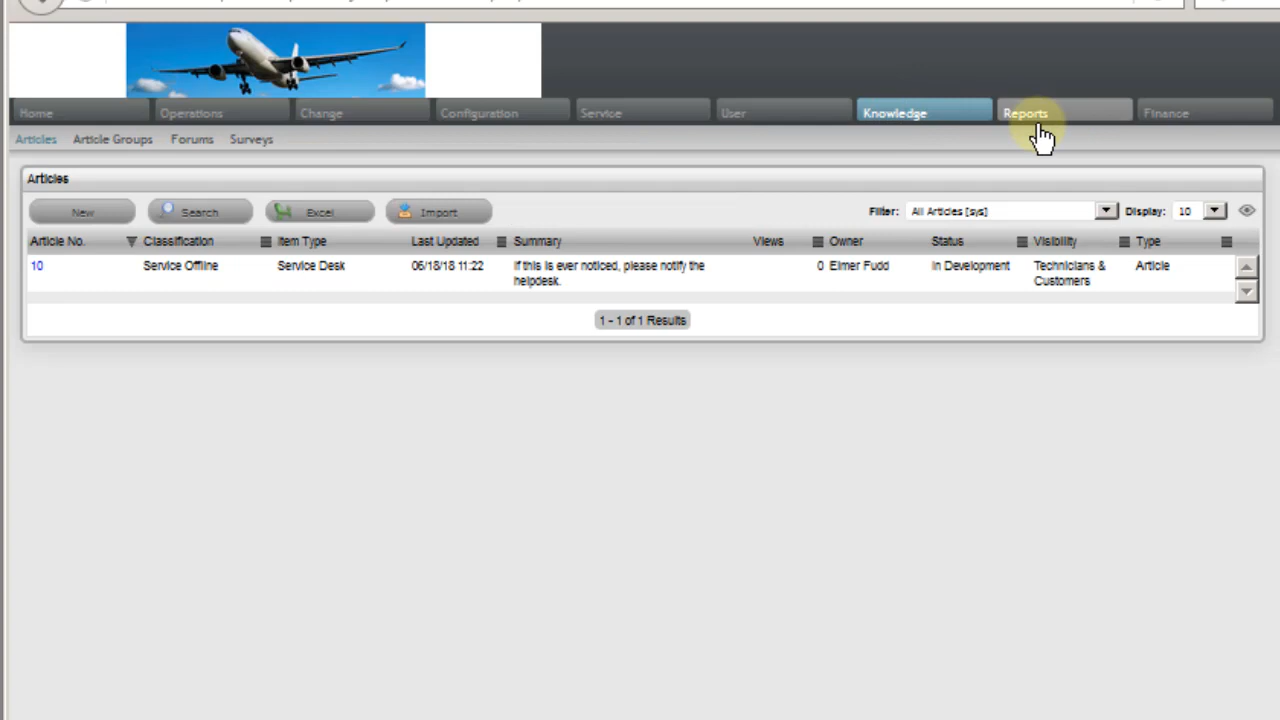 Home Operations Change Configuration Service User Knowledge Reports Finance
Articles Article Groups Forums Surveys
Articles
New Search Excel Import Filter: All Articles [sys] Display: 10
Article No. Classification Item Type Last Updated Summary Views Owner Status Visibility Type
10 Service Offline Service Desk 06/18/18 11:22 If this is ever noticed, please notify the 0 Elmer Fudd In Development Technicians & Article
helpdesk. Customers
1 - 1 of 1 Results